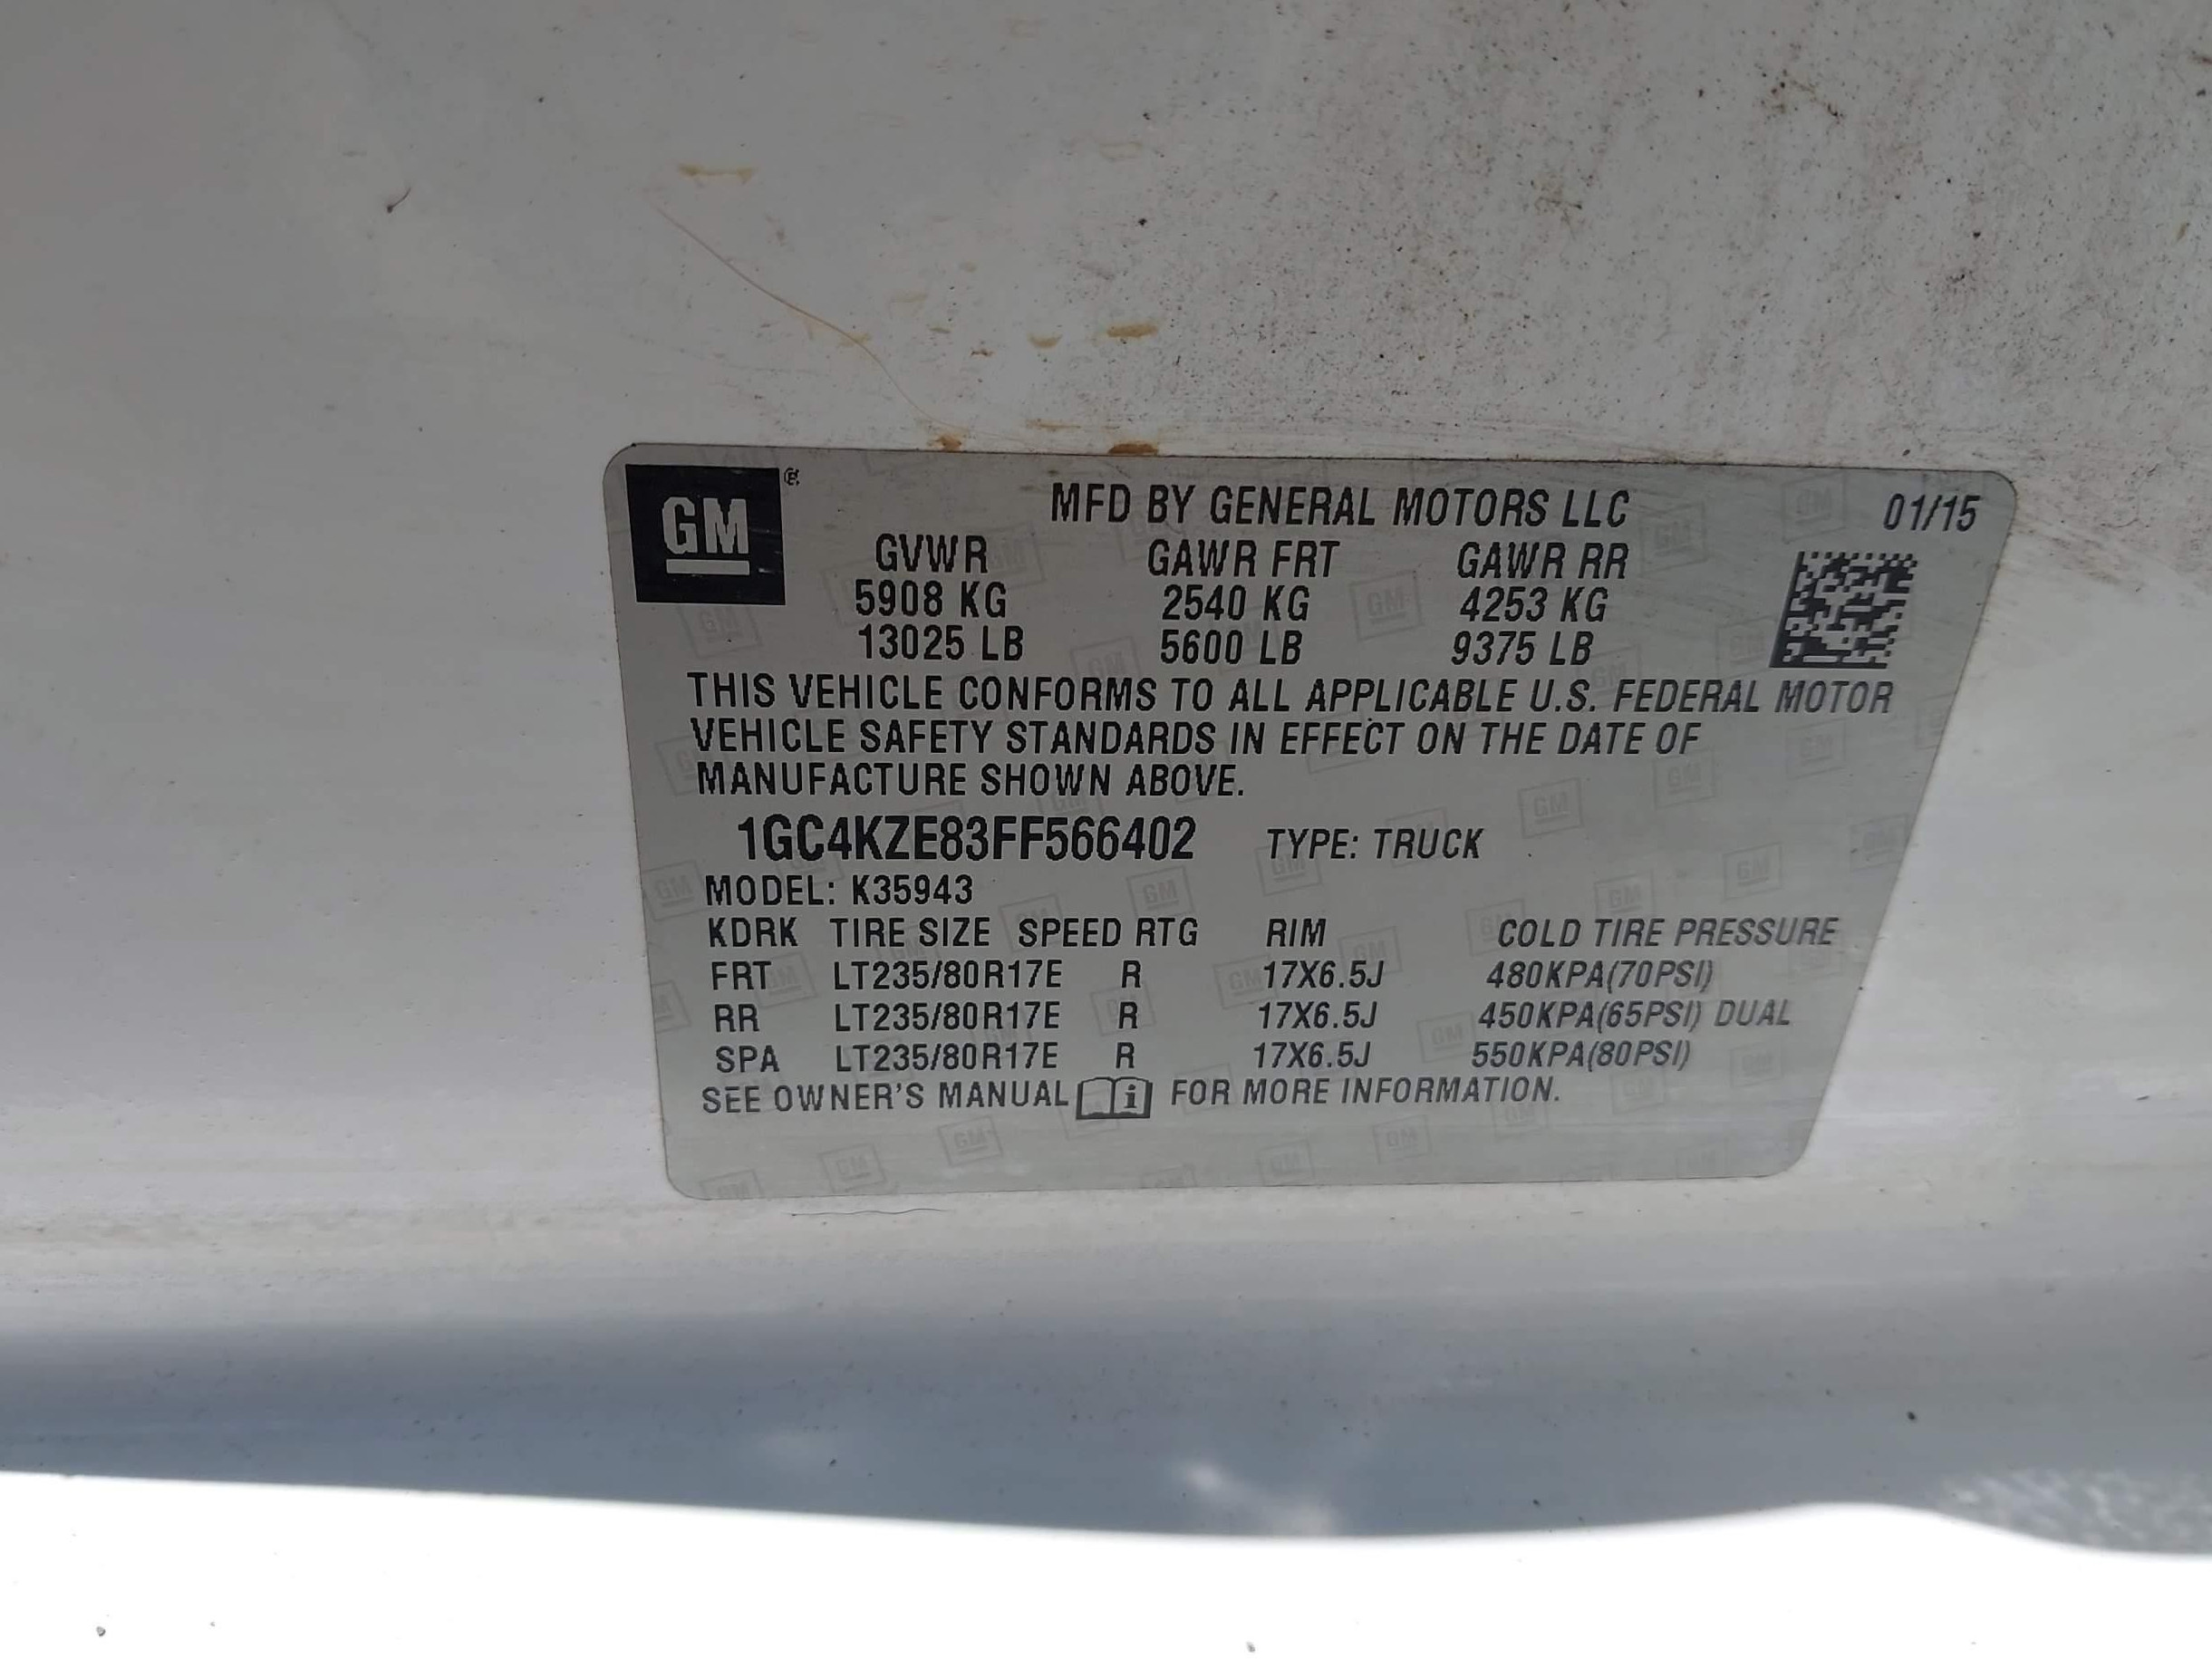 GM ®
MFD BY GENERAL MOTORS LLC 01/15
GVWR GAWR FRT GAWR RR
5908 KG 2540 KG 4253 KG
13025 LB 5600 LB 9375 LB
THIS VEHICLE CONFORMS TO ALL APPLICABLE U.S. FEDERAL MOTOR
VEHICLE SAFETY STANDARDS IN EFFECT ON THE DATE OF
MANUFACTURE SHOWN ABOVE.
1GC4KZE83FF566402 TYPE: TRUCK
MODEL: K35943
KDRK TIRE SIZE SPEED RTG RIM COLD TIRE PRESSURE
FRT LT235/80R17E R 17X6.5J 480KPA(70PSI)
RR LT235/80R17E R 17X6.5J 450KPA(65PSI) DUAL
SPA LT235/80R17E R 17X6.5J 550KPA(80PSI)
SEE OWNER'S MANUAL i FOR MORE INFORMATION.